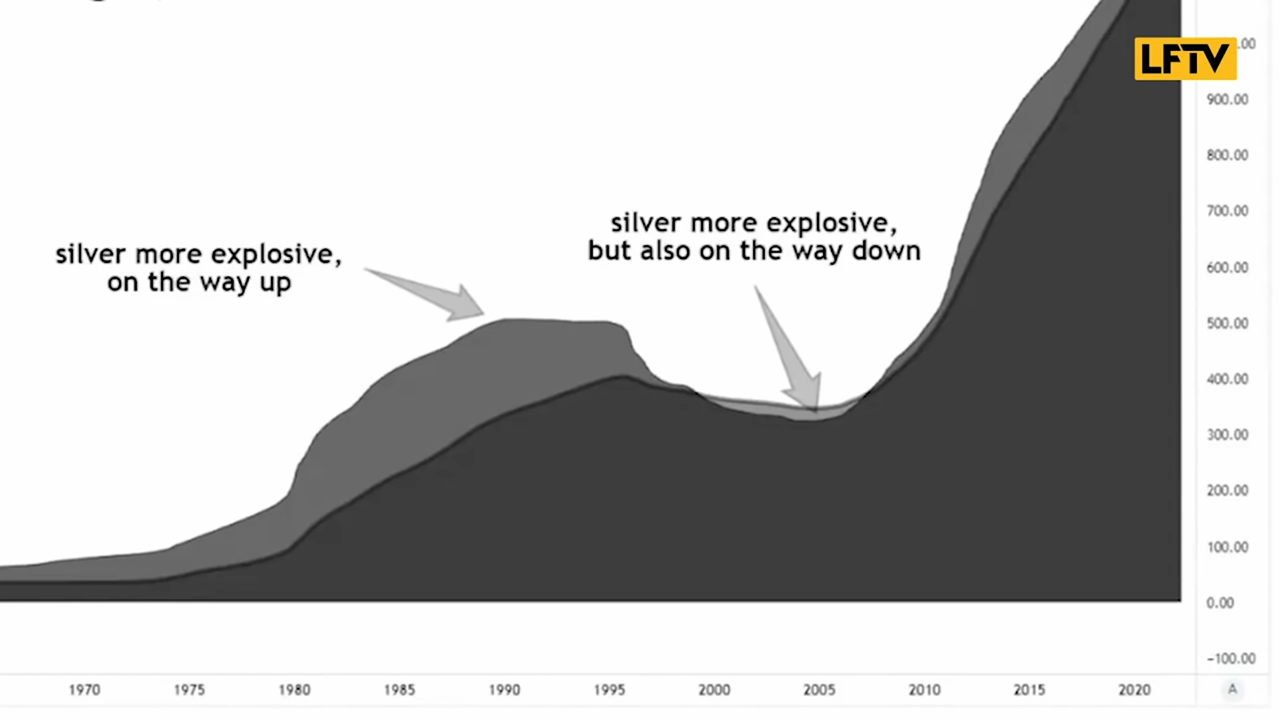 LFTV
.00
900.00
800.00
silver more explosive,
but also on the way down
700.00
silver more explosive,
on the way up
600.00
500.00
400.00
300.00
200.00
100.00
0.00
-100.00
1970 1975 1980 1985 1990 1995 2000 2005 2010 2015 2020 A